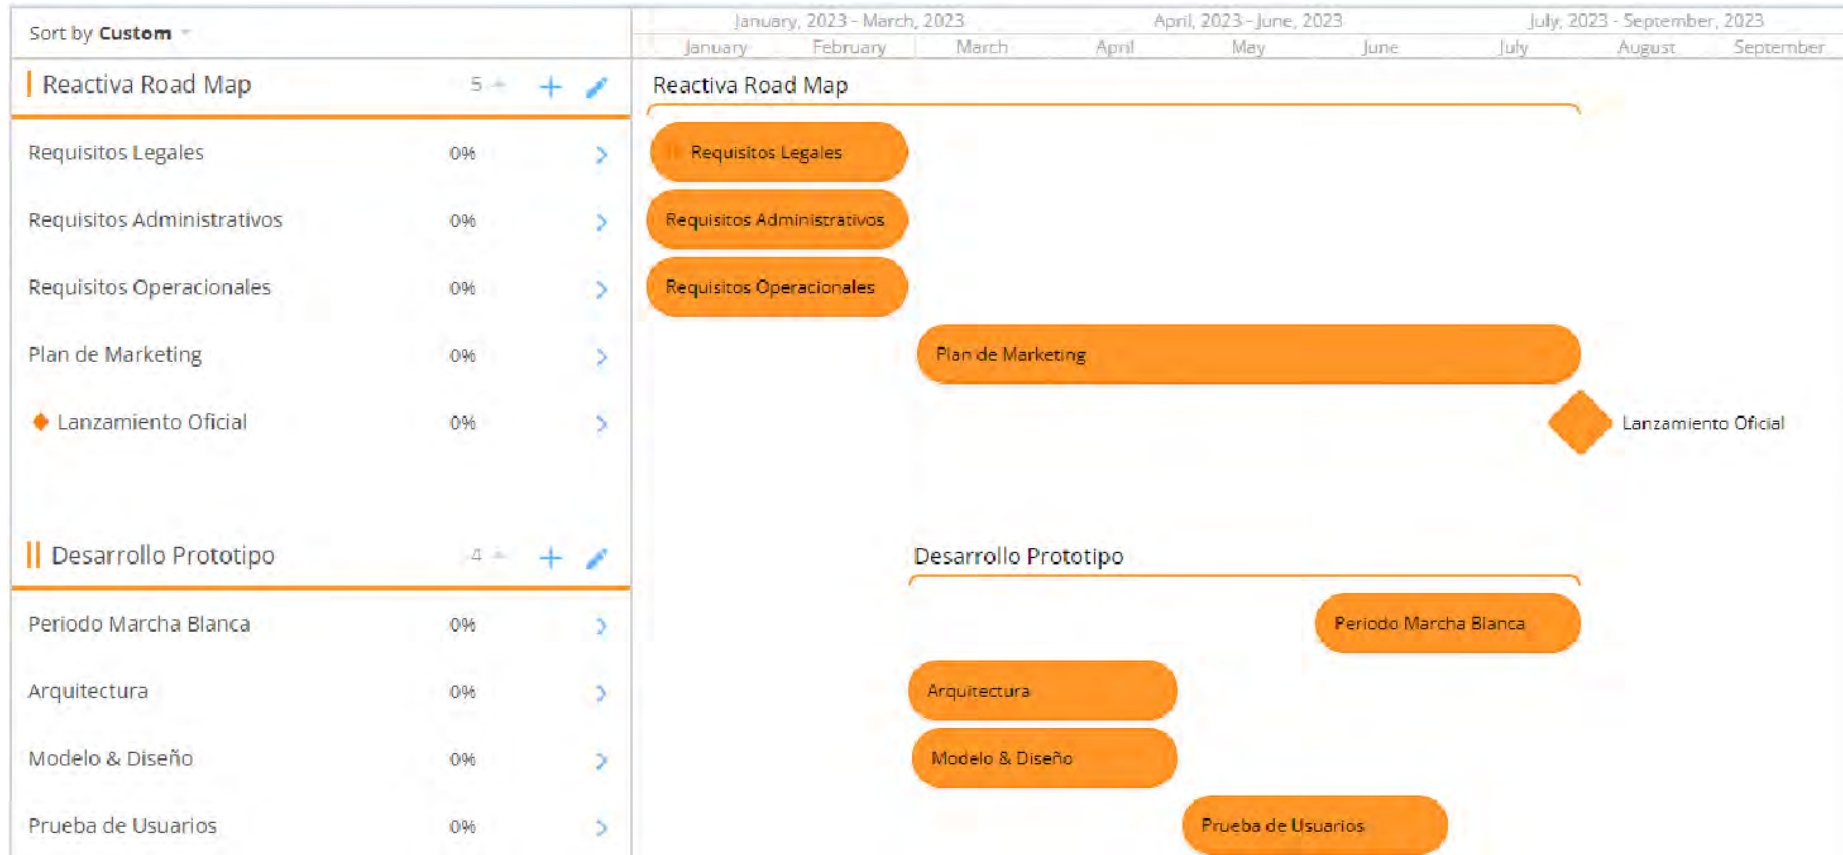 Sort by Custom
January, 2023 - March, 2023 April, 2023 - June, 2023 July, 2023 - September, 2023
January February March April May June July August September
Reactiva Road Map 5
Reactiva Road Map
Requisitos Legales 0%
Requisitos Legales
Requisitos Administrativos 0%
Requisitos Administrativos
Requisitos Operacionales 0%
Requisitos Operacionales
Plan de Marketing 0%
Plan de Marketing
Lanzamiento Oficial 0%
Lanzamiento Oficial
Desarrollo Prototipo 4
Desarrollo Prototipo
Periodo Marcha Blanca 0%
Periodo Marcha Blanca
Arquitectura 0%
Arquitectura
Modelo & Diseño 0%
Modelo & Diseño
Prueba de Usuarios 0%
Prueba de Usuarios